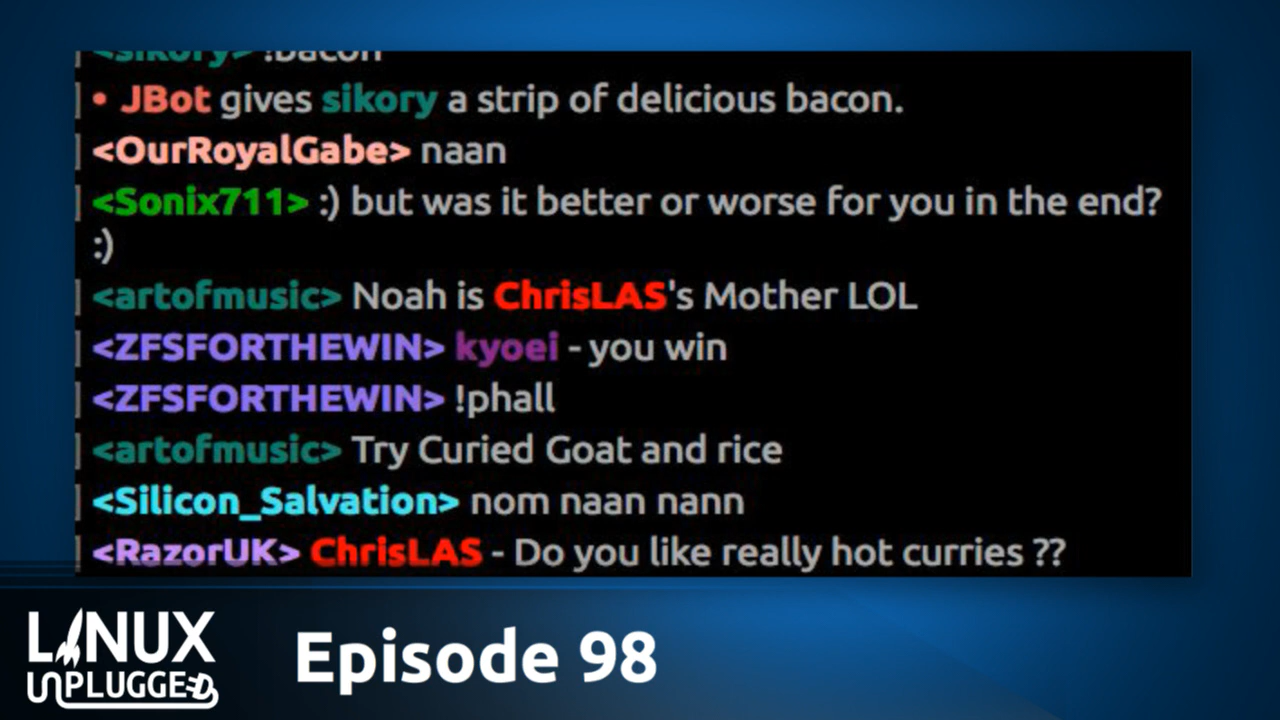 <sikory> !bacon
• JBot gives sikory a strip of delicious bacon.
<OurRoyalGabe> naan
<Sonix711> :) but was it better or worse for you in the end?
:)
<artofmusic> Noah is ChrisLAS's Mother LOL
<ZFSFORTHEWIN> kyoei - you win
<ZFSFORTHEWIN> !phall
<artofmusic> Try Curied Goat and rice
<Silicon_Salvation> nom naan nann
<RazorUK> ChrisLAS - Do you like really hot curries ??
LINUX
UNPLUGGED
Episode 98